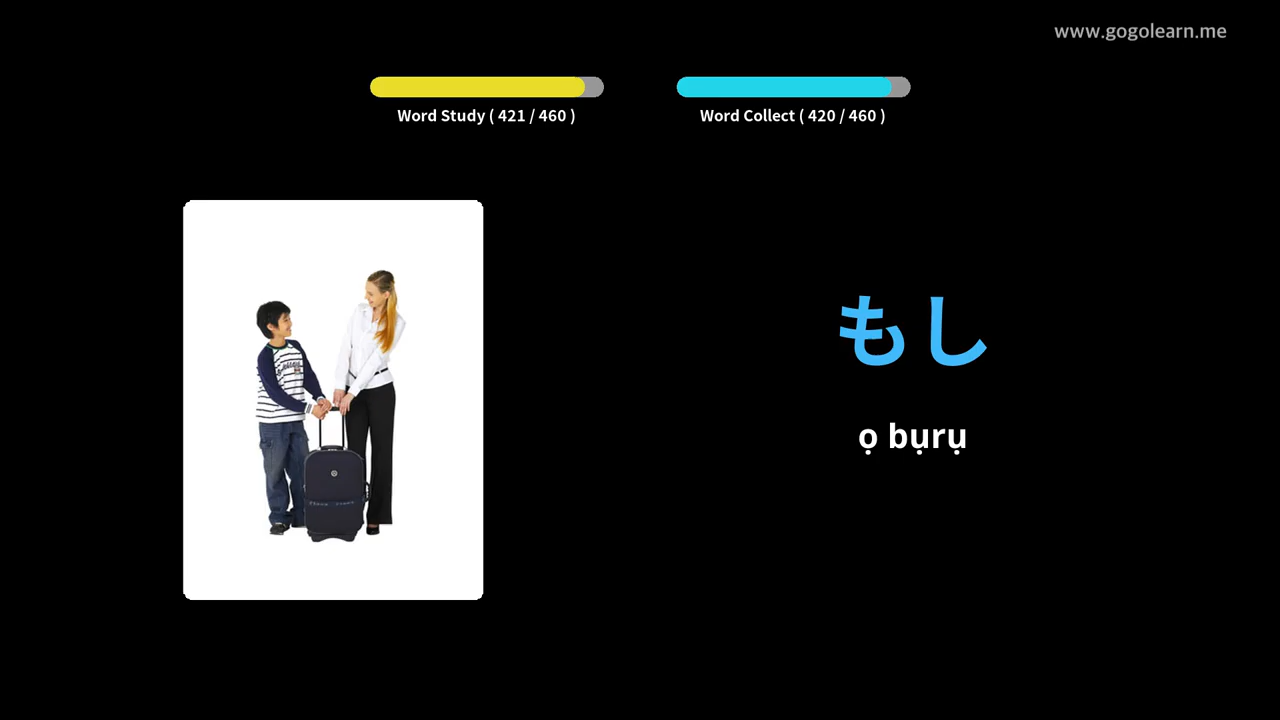 www.gogolearn.me
Word Study ( 421 / 460 )
Word Collect ( 420 / 460 )
もし
ọ bụrụ